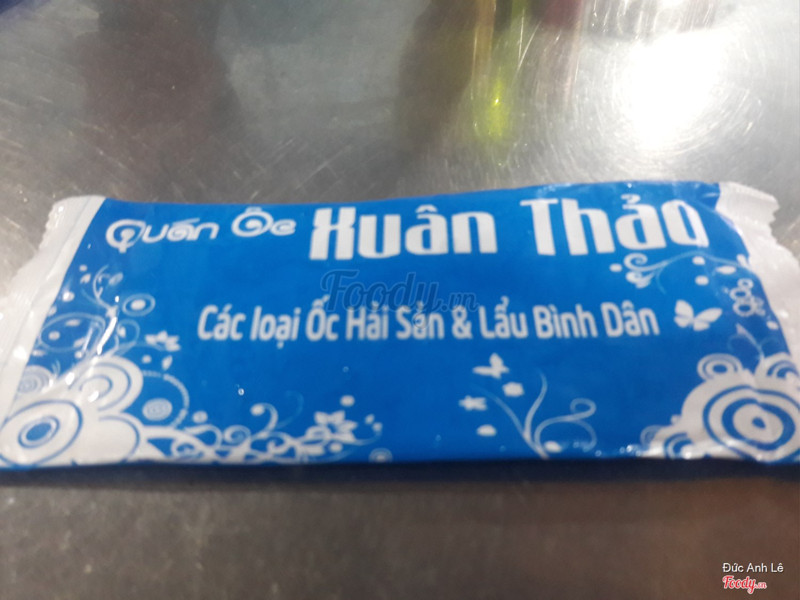 Quán Ốc Xuân Thảo
Foody.vn
Các loại Ốc Hải Sản & Lẩu Bình Dân
Đức Anh Lê
Foody.vn